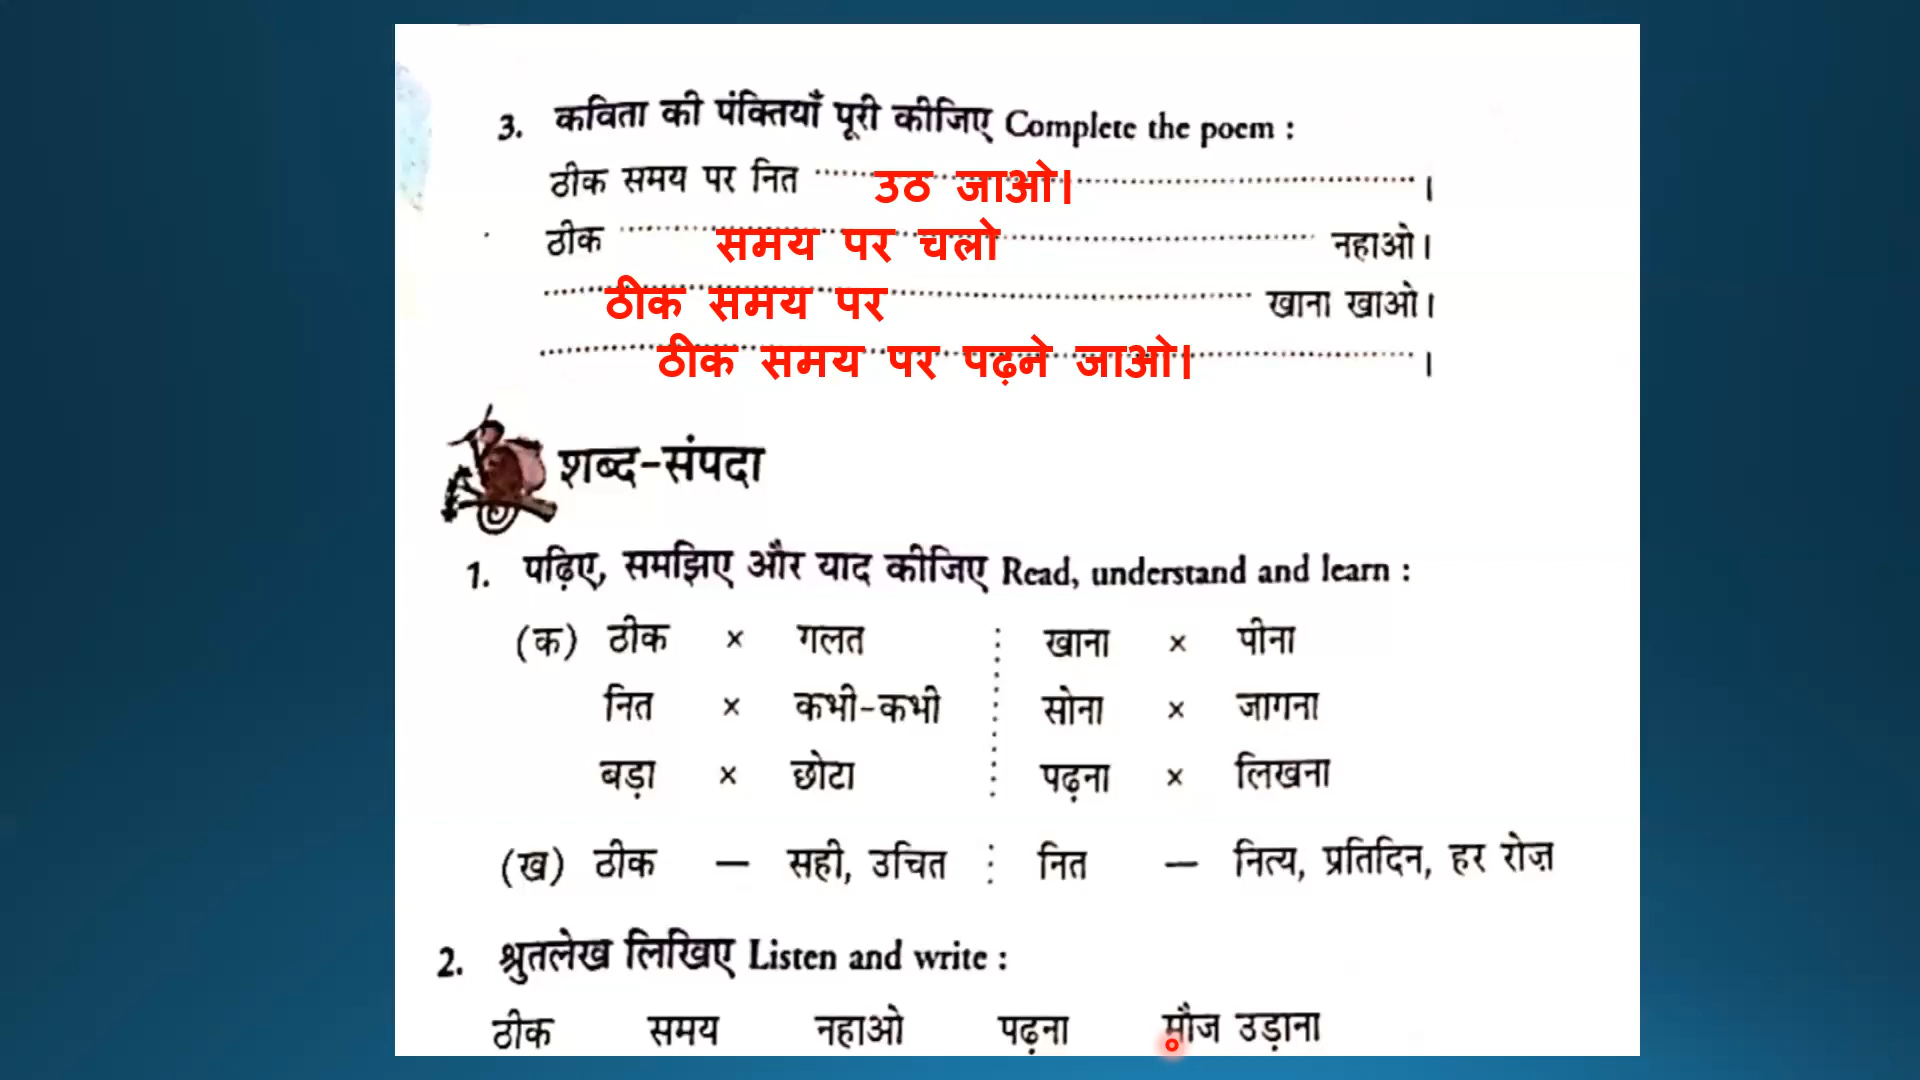 3. कविता की पंक्तियाँ पूरी कीजिए Complete the poem :
ठीक समय पर नित उठ जाओ। ।
ठीक समय पर चलो नहाओ।
ठीक समय पर खाना खाओ।
ठीक समय पर पढ़ने जाओ। ।
शब्द-संपदा
1. पढ़िए, समझिए और याद कीजिए Read, understand and learn :
(क) ठीक × गलत खाना × पीना
नित × कभी-कभी सोना × जागना
बड़ा × छोटा पढ़ना × लिखना
(ख) ठीक — सही, उचित नित — नित्य, प्रतिदिन, हर रोज़
2. श्रुतलेख लिखिए Listen and write :
ठीक समय नहाओ पढ़ना मौज उड़ाना